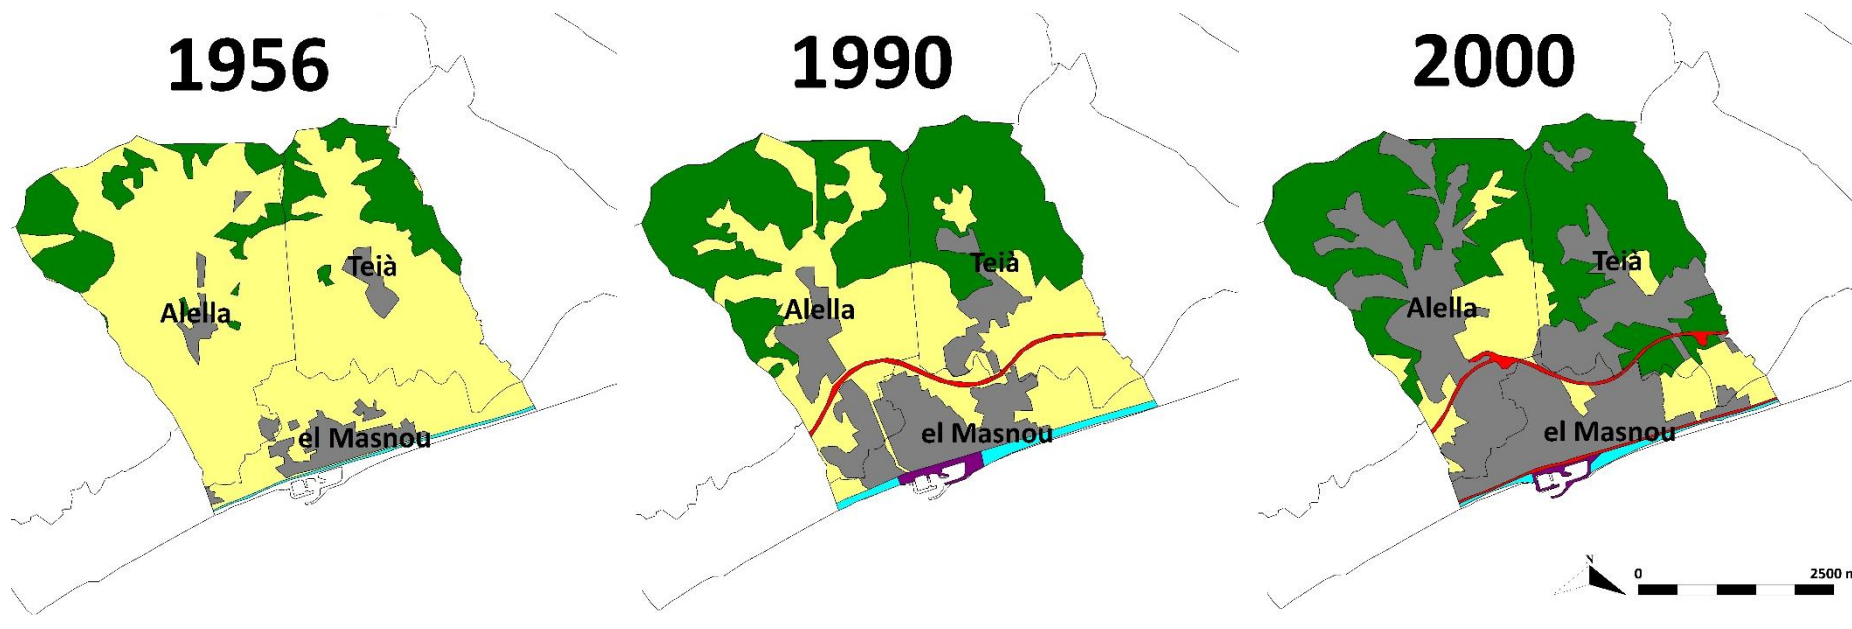 1956
Teià
Alella
el Masnou
1990
Teià
Alella
el Masnou
2000
Teià
Alella
el Masnou
N
0
2500 m